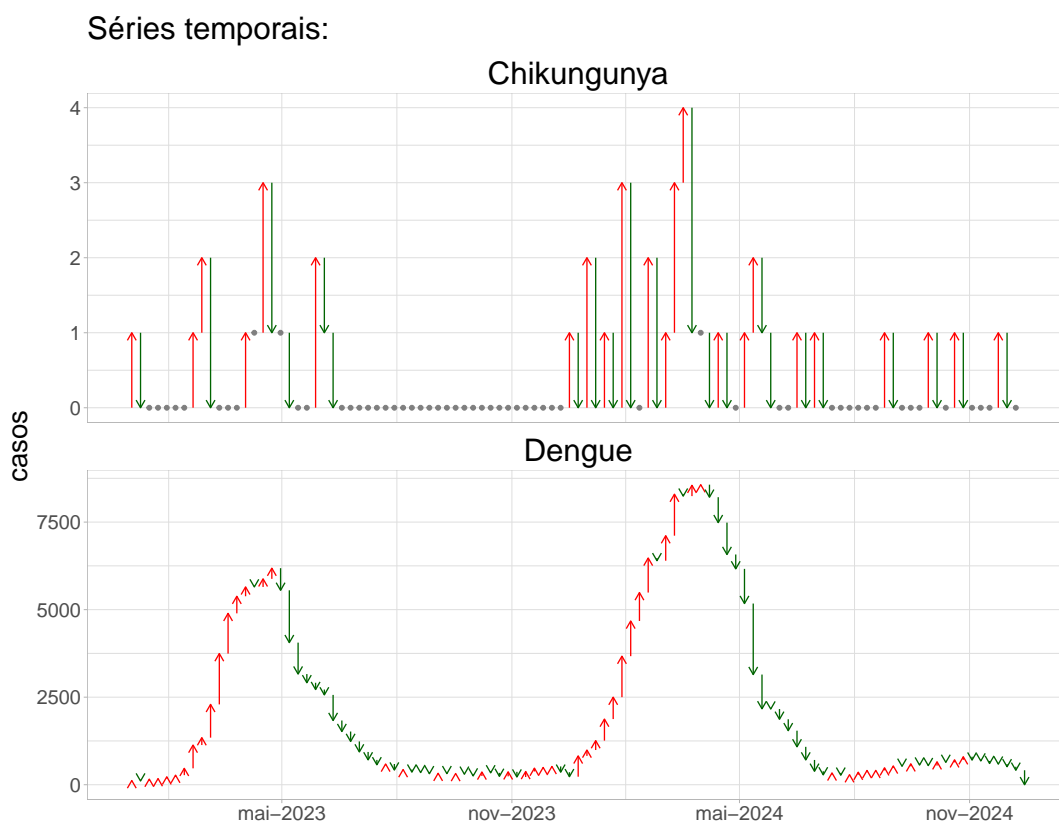 Séries temporais:
Chikungunya
4
3
2
1
0
casos
Dengue
7500
5000
2500
0
mai−2023
nov−2023
mai−2024
nov−2024